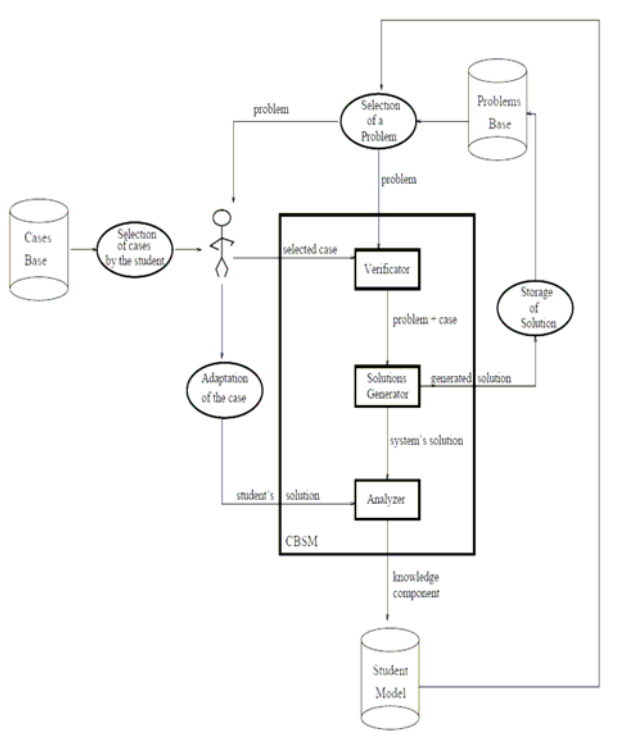 problem
Selection
of a
Problem
Problems
Base
problem
Cases
Base
Selection
of cases
by the student
selected case
Verificator
Storage
of
Solution
problem + case
Adaptation
of the case
Solutions
Generator
generated solution
system's solution
student's solution
Analyzer
CBSM
knowledge
component
Student
Model